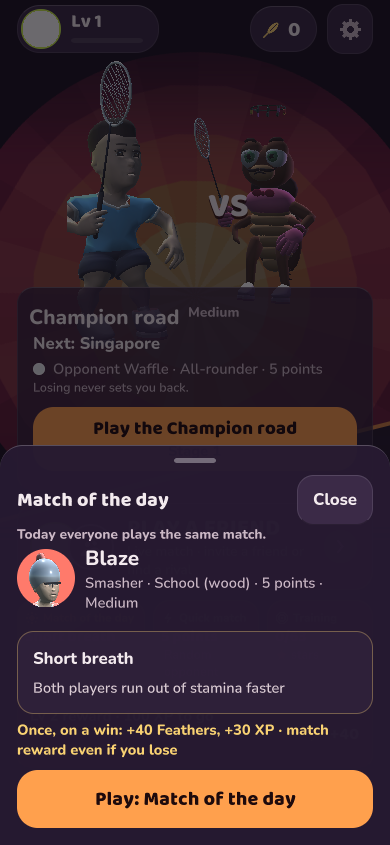 Lv 1
0
VS
Champion road Medium
Next: Singapore
Opponent Waffle · All-rounder · 5 points
Losing never sets you back.
Play the Champion road
Match of the day
Close
Today everyone plays the same match.
Blaze
Smasher · School (wood) · 5 points ·
Medium
Short breath
Both players run out of stamina faster
Once, on a win: +40 Feathers, +30 XP · match
reward even if you lose
Play: Match of the day